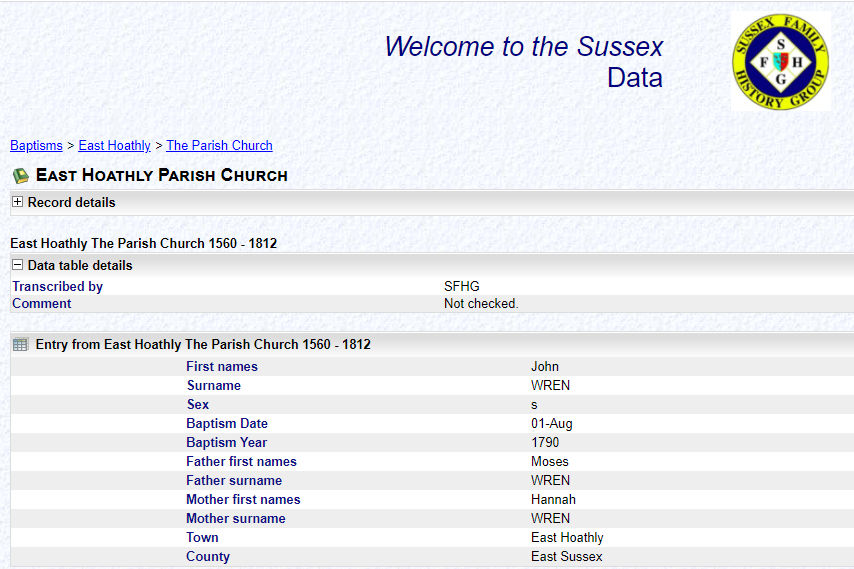 Welcome to the Sussex
Data
SUSSEX FAMILY
HISTORY GROUP
S
F H
G
Baptisms > East Hoathly > The Parish Church
East Hoathly Parish Church
Record details
East Hoathly The Parish Church 1560 - 1812
Data table details
Transcribed by SFHG
Comment Not checked.
Entry from East Hoathly The Parish Church 1560 - 1812
First names John
Surname WREN
Sex s
Baptism Date 01-Aug
Baptism Year 1790
Father first names Moses
Father surname WREN
Mother first names Hannah
Mother surname WREN
Town East Hoathly
County East Sussex